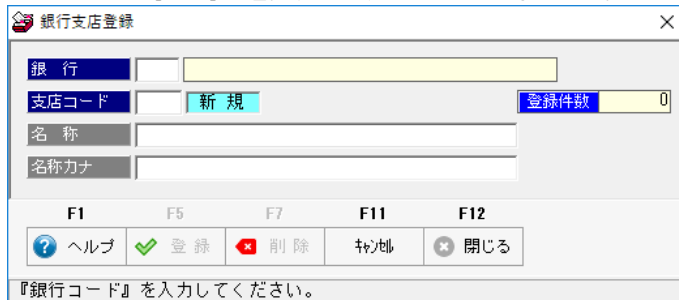 銀行支店登録
銀 行
支店コード 新 規 登録件数 0
名 称
名称カナ
F1 F5 F7 F11 F12
ヘルプ 登 録 削 除 ｷｬﾝｾﾙ 閉じる
『銀行コード』を入力してください。